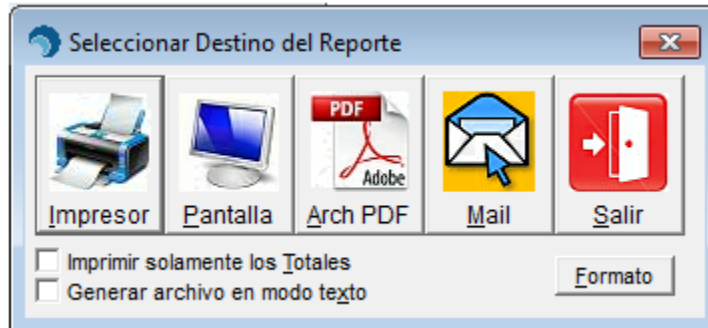 Seleccionar Destino del Reporte
PDF
Adobe
Impresor Pantalla Arch PDF Mail Salir
Imprimir solamente los Totales
Generar archivo en modo texto
Formato